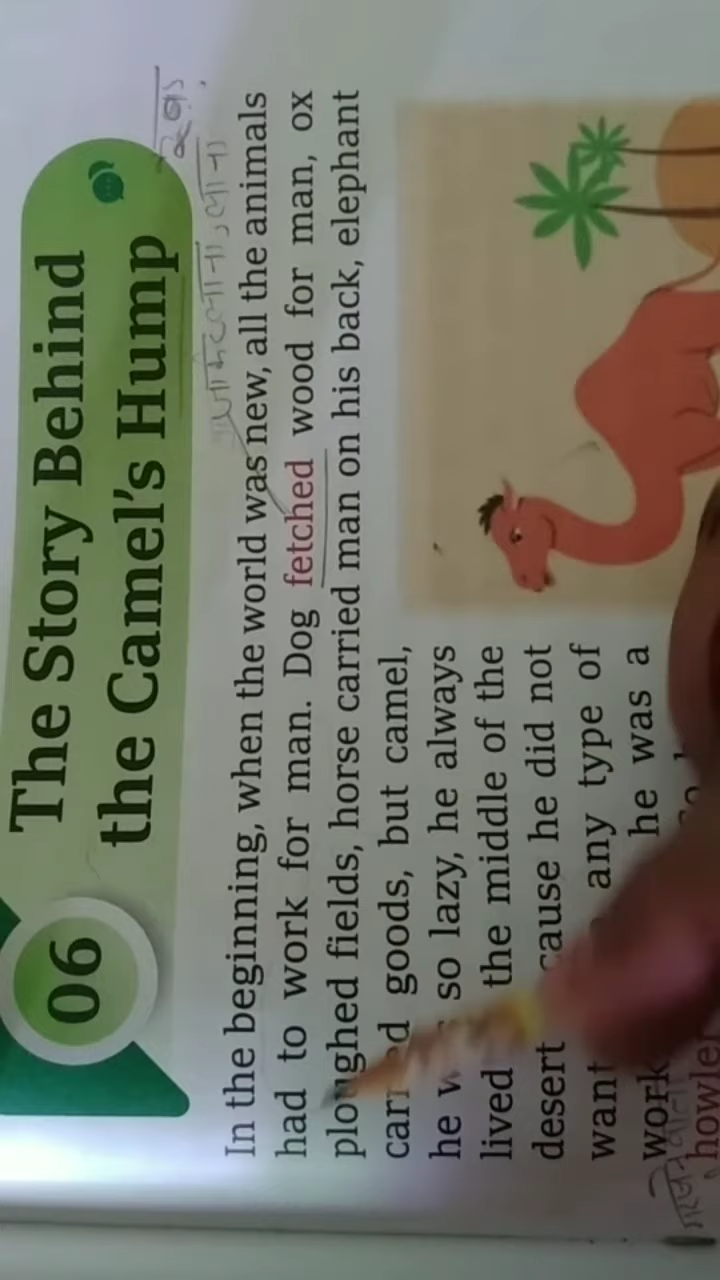 06
The Story Behind
the Camel's Hump
In the beginning, when the world was new, all the animals
had to work for man. Dog fetched wood for man, ox
ploughed fields, horse carried man on his back, elephant
goods, but camel,
he so lazy, he always
lived the middle of the
desert he did not
any type of
work he was a